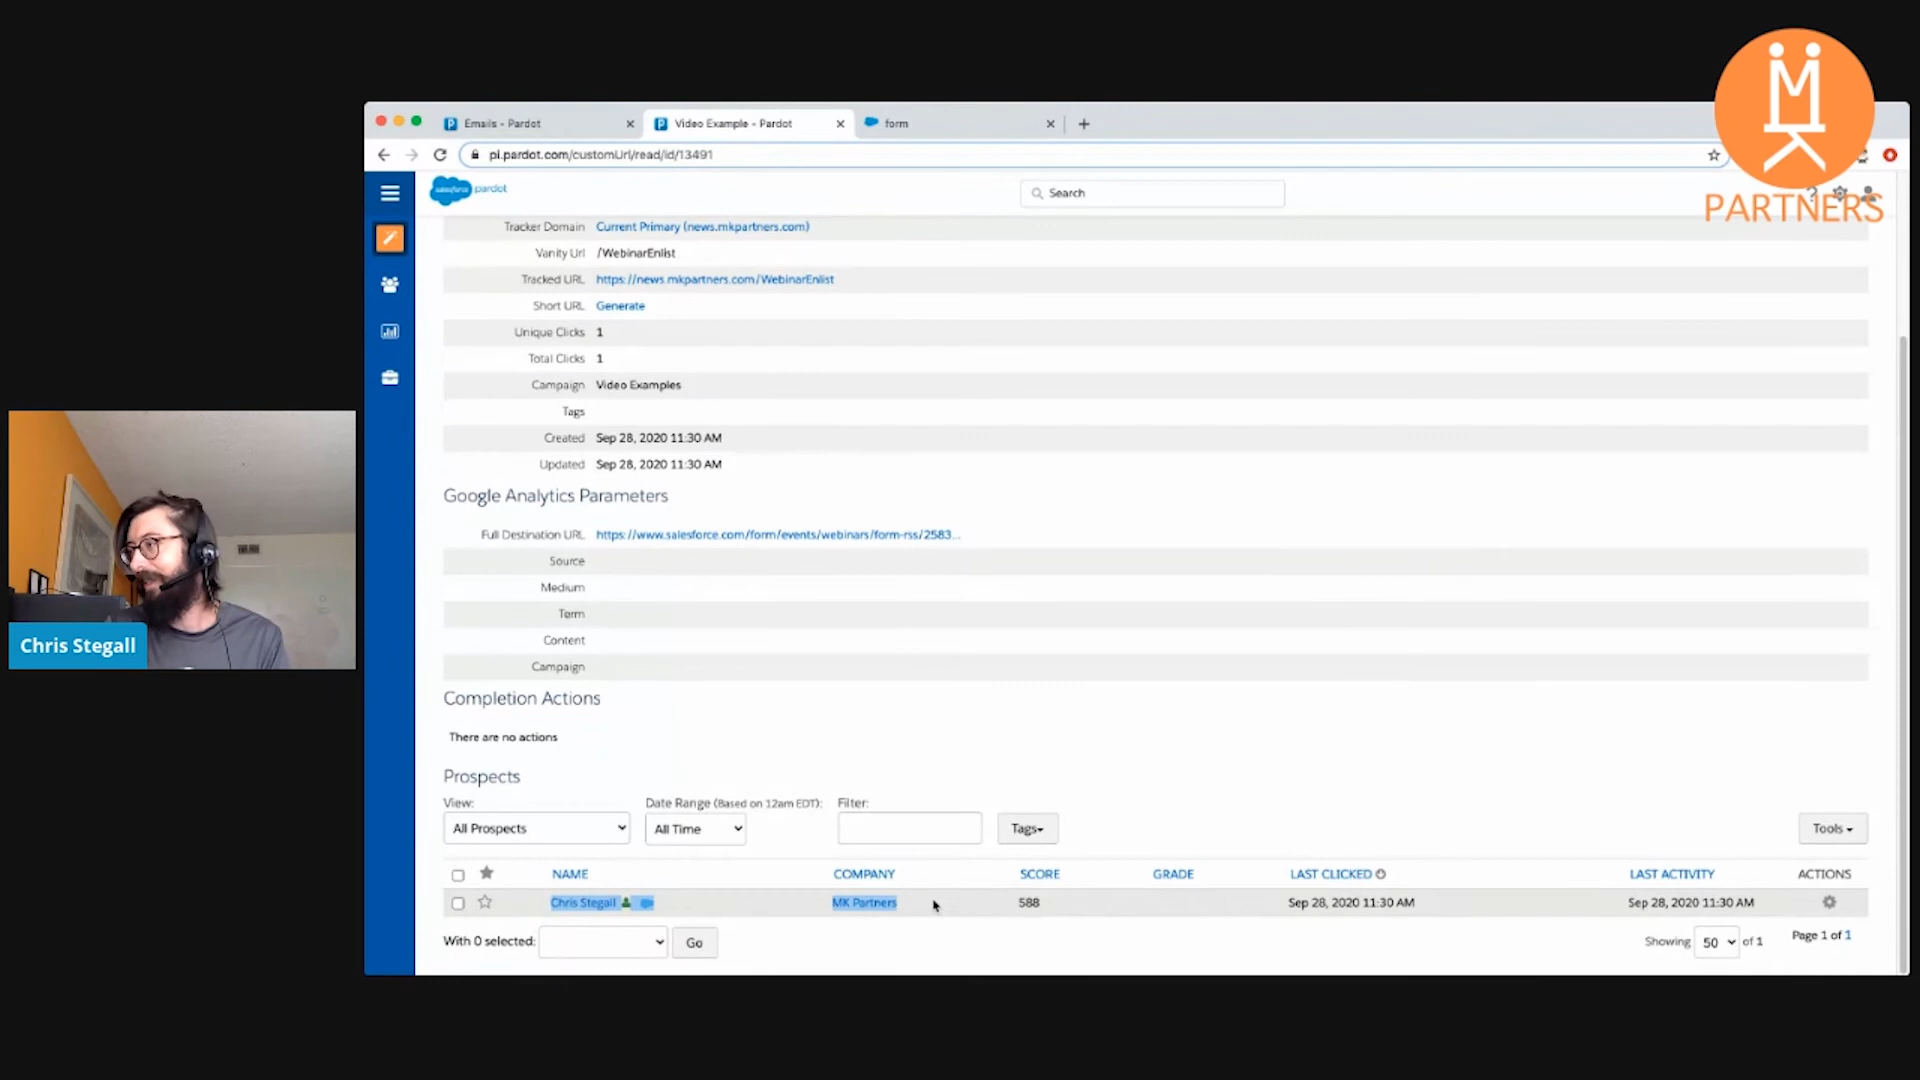 MK
PARTNERS
Emails - Pardot
Video Example - Pardot
form
pi.pardot.com/customUrl/read/id/13491
salesforce pardot
Search
Tracker Domain Current Primary (news.mkpartners.com)
Vanity Url /WebinarEnlist
Tracked URL https://news.mkpartners.com/WebinarEnlist
Short URL Generate
Unique Clicks 1
Total Clicks 1
Campaign Video Examples
Tags
Created Sep 28, 2020 11:30 AM
Updated Sep 28, 2020 11:30 AM
Google Analytics Parameters
Full Destination URL https://www.salesforce.com/form/events/webinars/form-rss/2583...
Source
Medium
Term
Content
Campaign
Completion Actions
There are no actions
Prospects
View: Date Range (Based on 12am EDT): Filter:
All Prospects All Time Tags Tools
NAME COMPANY SCORE GRADE LAST CLICKED LAST ACTIVITY ACTIONS
Chris Stegall MK Partners 588 Sep 28, 2020 11:30 AM Sep 28, 2020 11:30 AM
With 0 selected: Go Showing 50 of 1 Page 1 of 1
Chris Stegall